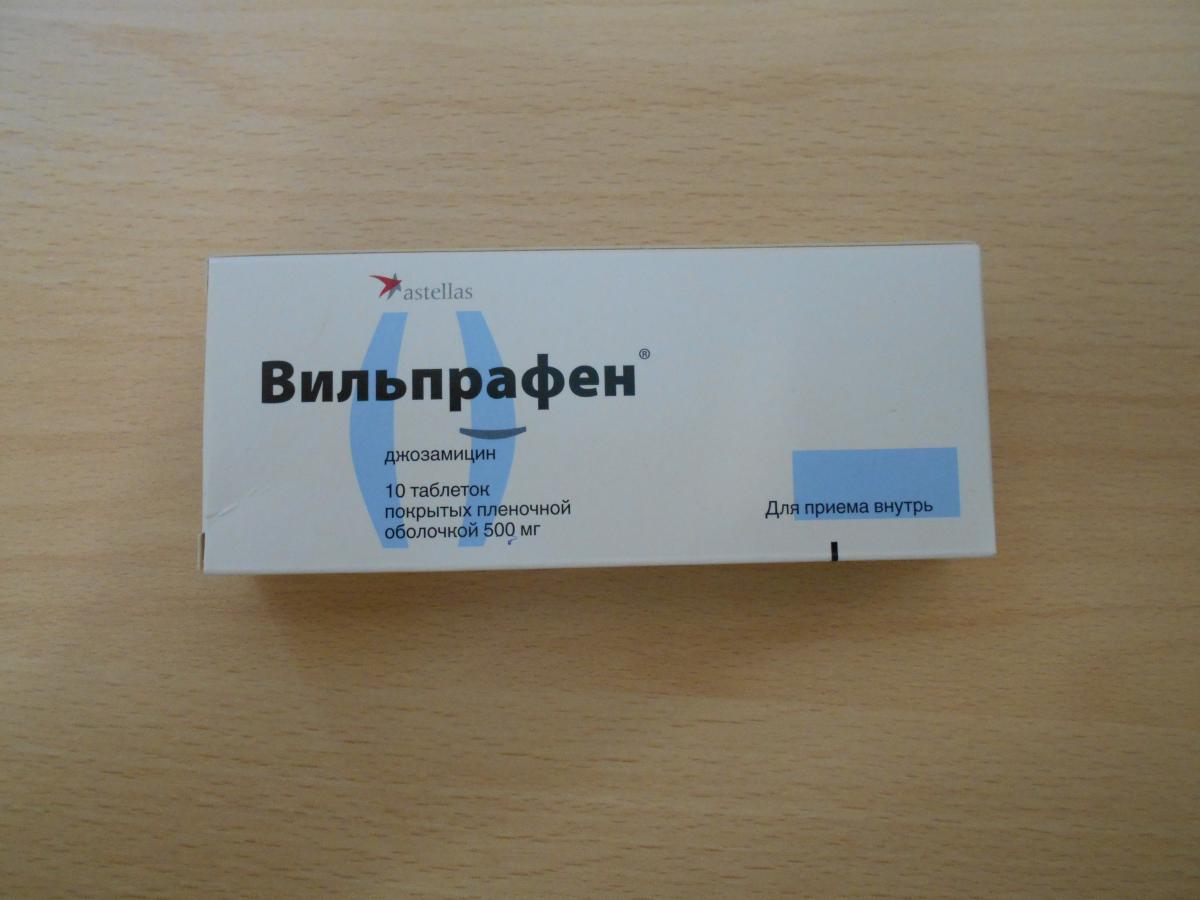 astellas
Вильпрафен®
джозамицин
10 таблеток
покрытых пленочной
оболочкой 500 мг
Для приема внутрь